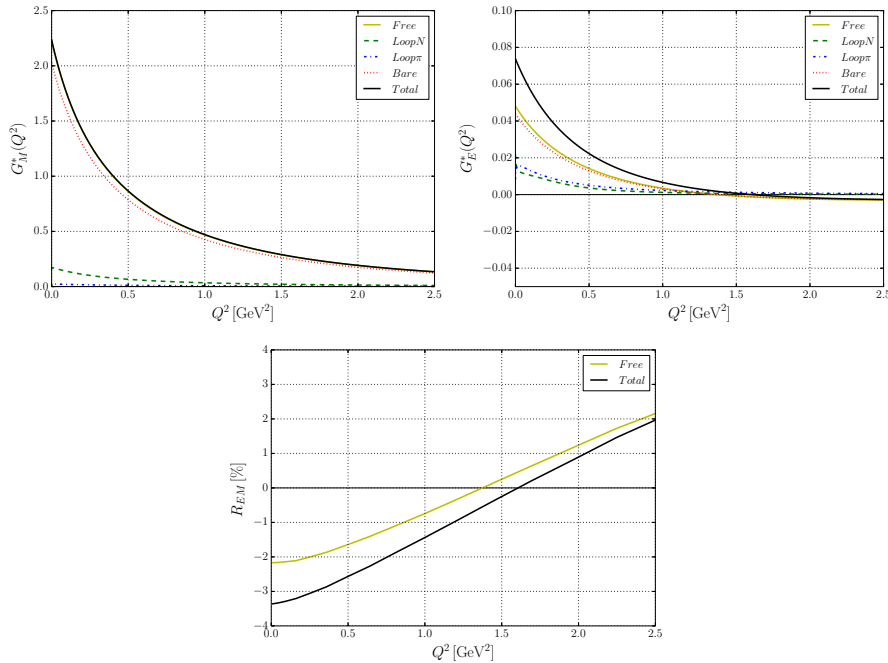 2.5
2.0
1.5
1.0
0.5
0.0
G*M(Q²)
0.0 0.5 1.0 1.5 2.0 2.5
Q² [GeV²]
Free
LoopN
Loopπ
Bare
Total
0.10
0.08
0.06
0.04
0.02
0.00
−0.02
−0.04
G*E(Q²)
0.0 0.5 1.0 1.5 2.0 2.5
Q² [GeV²]
Free
LoopN
Loopπ
Bare
Total
4
3
2
1
0
−1
−2
−3
−4
REM [%]
0.0 0.5 1.0 1.5 2.0 2.5
Q² [GeV²]
Free
Total